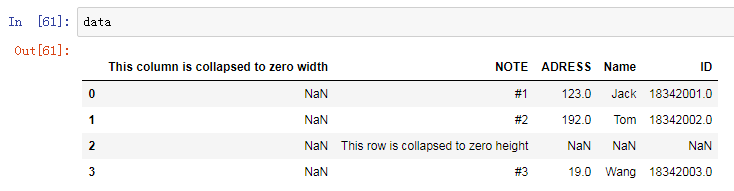 In [61]: data
Out[61]:
This column is collapsed to zero width NOTE ADRESS Name ID
0 NaN #1 123.0 Jack 18342001.0
1 NaN #2 192.0 Tom 18342002.0
2 NaN This row is collapsed to zero height NaN NaN NaN
3 NaN #3 19.0 Wang 18342003.0